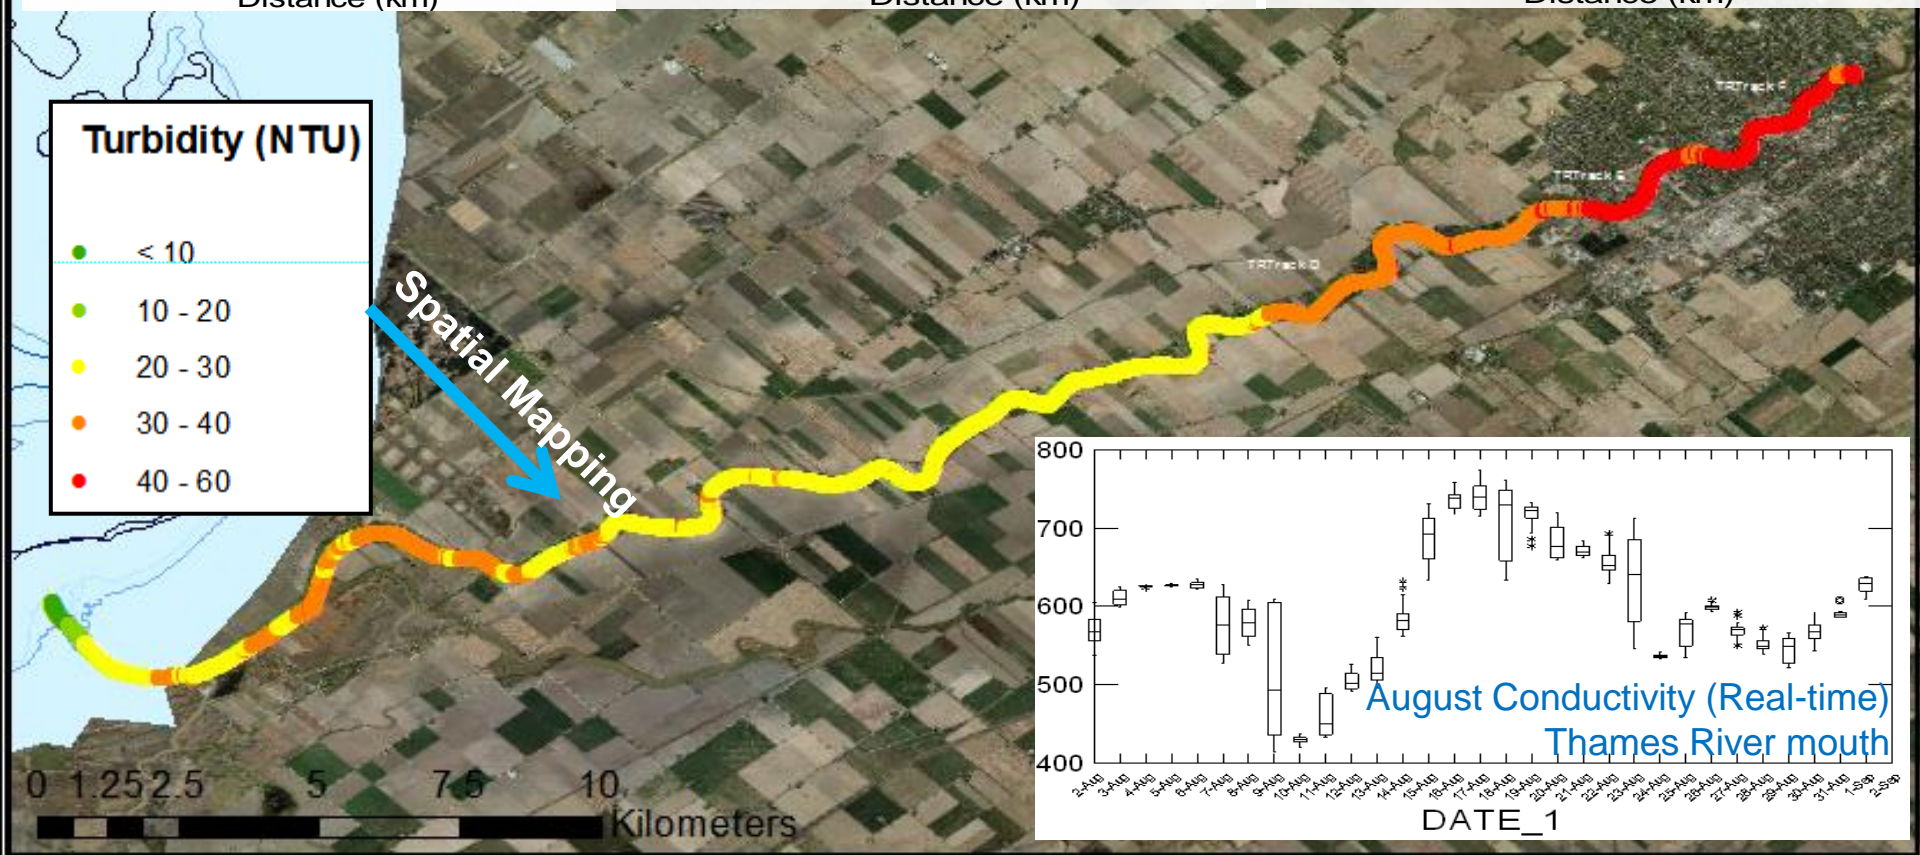 Distance (km)
Distance (km)
Distance (km)
Turbidity (NTU)
< 10
10 - 20
20 - 30
30 - 40
40 - 60
Spatial Mapping
TRTrack F
TRTrack E
TRTrack D
0 1.25 2.5 5 7.5 10
Kilometers
800
700
600
500
400
August Conductivity (Real-time)
Thames River mouth
2-Aug 3-Aug 4-Aug 5-Aug 6-Aug 7-Aug 8-Aug 9-Aug 10-Aug 11-Aug 12-Aug 13-Aug 14-Aug 15-Aug 16-Aug 17-Aug 18-Aug 19-Aug 20-Aug 21-Aug 22-Aug 23-Aug 24-Aug 25-Aug 26-Aug 27-Aug 28-Aug 29-Aug 30-Aug 31-Aug 1-Sep 2-Sep
DATE_1